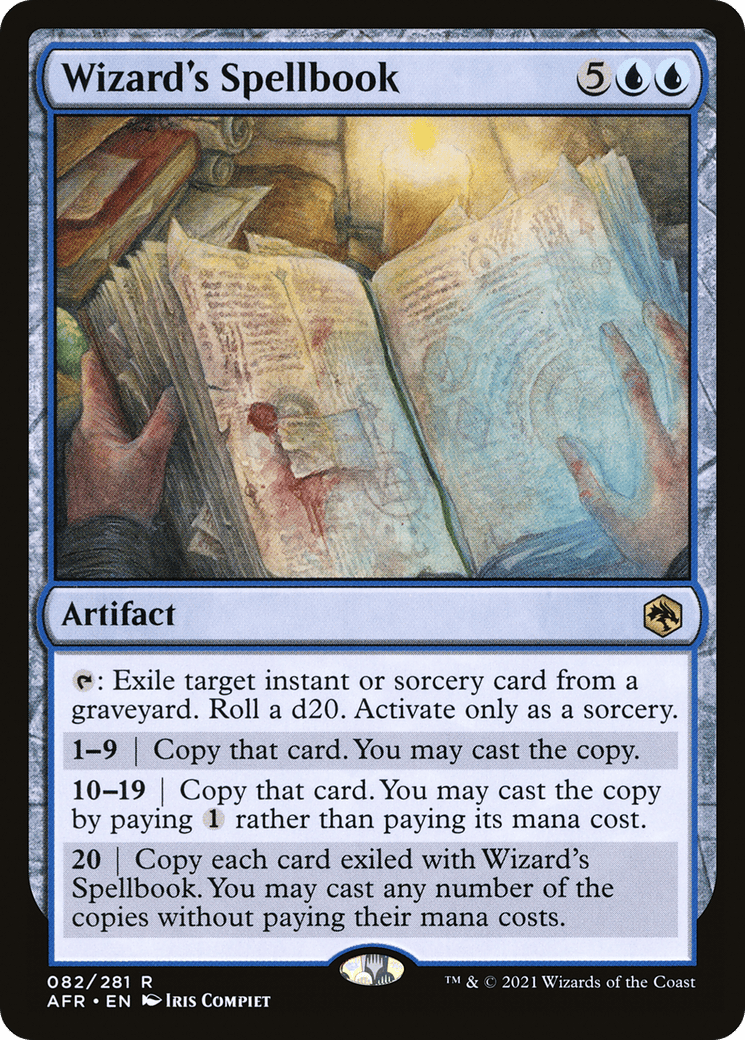 Wizard's Spellbook 5
Artifact
: Exile target instant or sorcery card from a
graveyard. Roll a d20. Activate only as a sorcery.
1–9 | Copy that card. You may cast the copy.
10–19 | Copy that card. You may cast the copy
by paying 1 rather than paying its mana cost.
20 | Copy each card exiled with Wizard's
Spellbook. You may cast any number of the
copies without paying their mana costs.
082/281 R
™ & © 2021 Wizards of the Coast
AFR • EN Iris Compiet